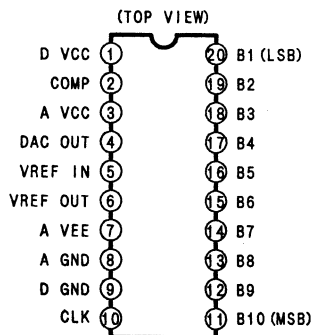 (TOP VIEW)
D VCC 1 20 B1 (LSB)
COMP 2 19 B2
A VCC 3 18 B3
DAC OUT 4 17 B4
VREF IN 5 16 B5
VREF OUT 6 15 B6
A VEE 7 14 B7
A GND 8 13 B8
D GND 9 12 B9
CLK 10 11 B10 (MSB)